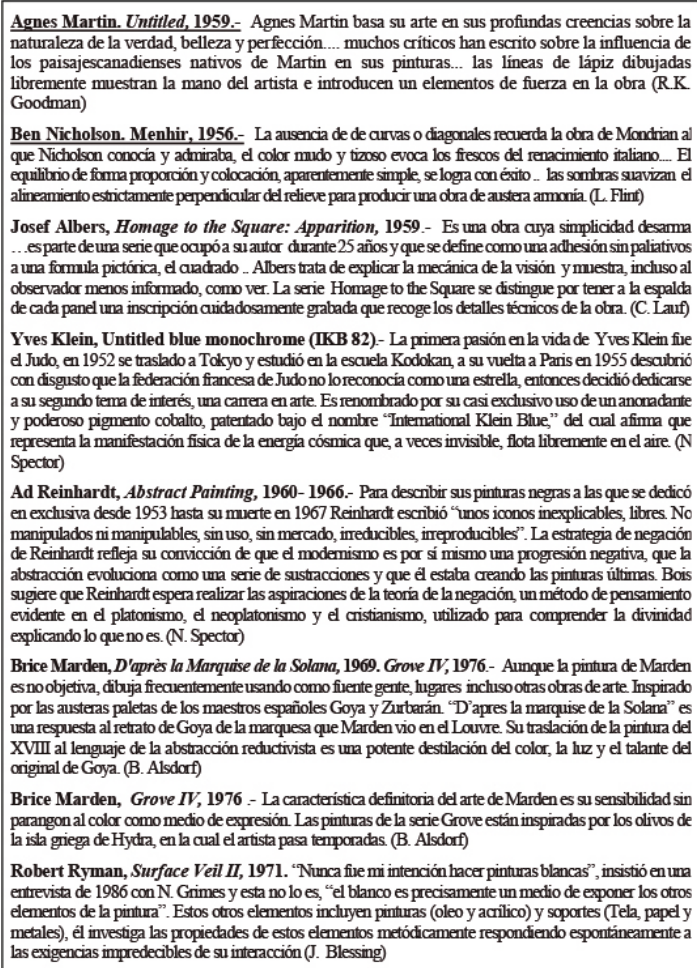 Agnes Martin. Untitled, 1959.- Agnes Martin basa su arte en sus profundas creencias sobre la
naturaleza de la verdad, belleza y perfección.... muchos críticos han escrito sobre la influencia de
los paisajescanadienses nativos de Martin en sus pinturas... las líneas de lápiz dibujadas
libremente muestran la mano del artista e introducen un elementos de fuerza en la obra (R.K.
Goodman)
Ben Nicholson. Menhir, 1956.- La ausencia de de curvas o diagonales recuerda la obra de Mondrian al
que Nicholson conocía y admiraba, el color mudo y tizoso evoca los frescos del renacimiento italiano.... El
equilibrio de forma proporción y colocación, aparentemente simple, se logra con éxito .. las sombras suavizan el
alineamiento estrictamente perpendicular del relieve para producir una obra de austera armonía. (L. Flint)
Josef Albers, Homage to the Square: Apparition, 1959.- Es una obra cuya simplicidad desarma
…es parte de una serie que ocupó a su autor durante 25 años y que se define como una adhesión sin paliativos
a una formula pictórica, el cuadrado .. Albers trata de explicar la mecánica de la visión y muestra, incluso al
observador menos informado, como ver. La serie Homage to the Square se distingue por tener a la espalda
de cada panel una inscripción cuidadosamente grabada que recoge los detalles técnicos de la obra. (C. Lauf)
Yves Klein, Untitled blue monochrome (IKB 82).- La primera pasión en la vida de Yves Klein fue
el Judo, en 1952 se traslado a Tokyo y estudió en la escuela Kodokan, a su vuelta a Paris en 1955 descubrió
con disgusto que la federación francesa de Judo no lo reconocía como una estrella, entonces decidió dedicarse
a su segundo tema de interés, una carrera en arte. Es renombrado por su casi exclusivo uso de un anonadante
y poderoso pigmento cobalto, patentado bajo el nombre “International Klein Blue,” del cual afirma que
representa la manifestación física de la energía cósmica que, a veces invisible, flota libremente en el aire. (N
Spector)
Ad Reinhardt, Abstract Painting, 1960- 1966.- Para describir sus pinturas negras a las que se dedicó
en exclusiva desde 1953 hasta su muerte en 1967 Reinhardt escribió “unos iconos inexplicables, libres. No
manipulados ni manipulables, sin uso, sin mercado, irreducibles, irreproducibles”. La estrategia de negación
de Reinhardt refleja su convicción de que el modernismo es por sí mismo una progresión negativa, que la
abstracción evoluciona como una serie de sustracciones y que él estaba creando las pinturas últimas. Bois
sugiere que Reinhardt espera realizar las aspiraciones de la teoría de la negación, un método de pensamiento
evidente en el platonismo, el neoplatonismo y el cristianismo, utilizado para comprender la divinidad
explicando lo que no es. (N. Spector)
Brice Marden, D'après la Marquise de la Solana, 1969. Grove IV, 1976.- Aunque la pintura de Marden
es no objetiva, dibuja frecuentemente usando como fuente gente, lugares incluso otras obras de arte. Inspirado
por las austeras paletas de los maestros españoles Goya y Zurbarán. “D’apres la marquise de la Solana” es
una respuesta al retrato de Goya de la marquesa que Marden vio en el Louvre. Su traslación de la pintura del
XVIII al lenguaje de la abstracción reductivista es una potente destilación del color, la luz y el talante del
original de Goya. (B. Alsdorf)
Brice Marden, Grove IV, 1976 .- La característica definitoria del arte de Marden es su sensibilidad sin
parangon al color como medio de expresión. Las pinturas de la serie Grove están inspiradas por los olivos de
la isla griega de Hydra, en la cual el artista pasa temporadas. (B. Alsdorf)
Robert Ryman, Surface Veil II, 1971. “Nunca fue mi intención hacer pinturas blancas”, insistió en una
entrevista de 1986 con N. Grimes y esta no lo es, “el blanco es precisamente un medio de exponer los otros
elementos de la pintura”. Estos otros elementos incluyen pinturas (oleo y acrílico) y soportes (Tela, papel y
metales), él investiga las propiedades de estos elementos metódicamente respondiendo espontáneamente a
las exigencias impredecibles de su interacción (J. Blessing)